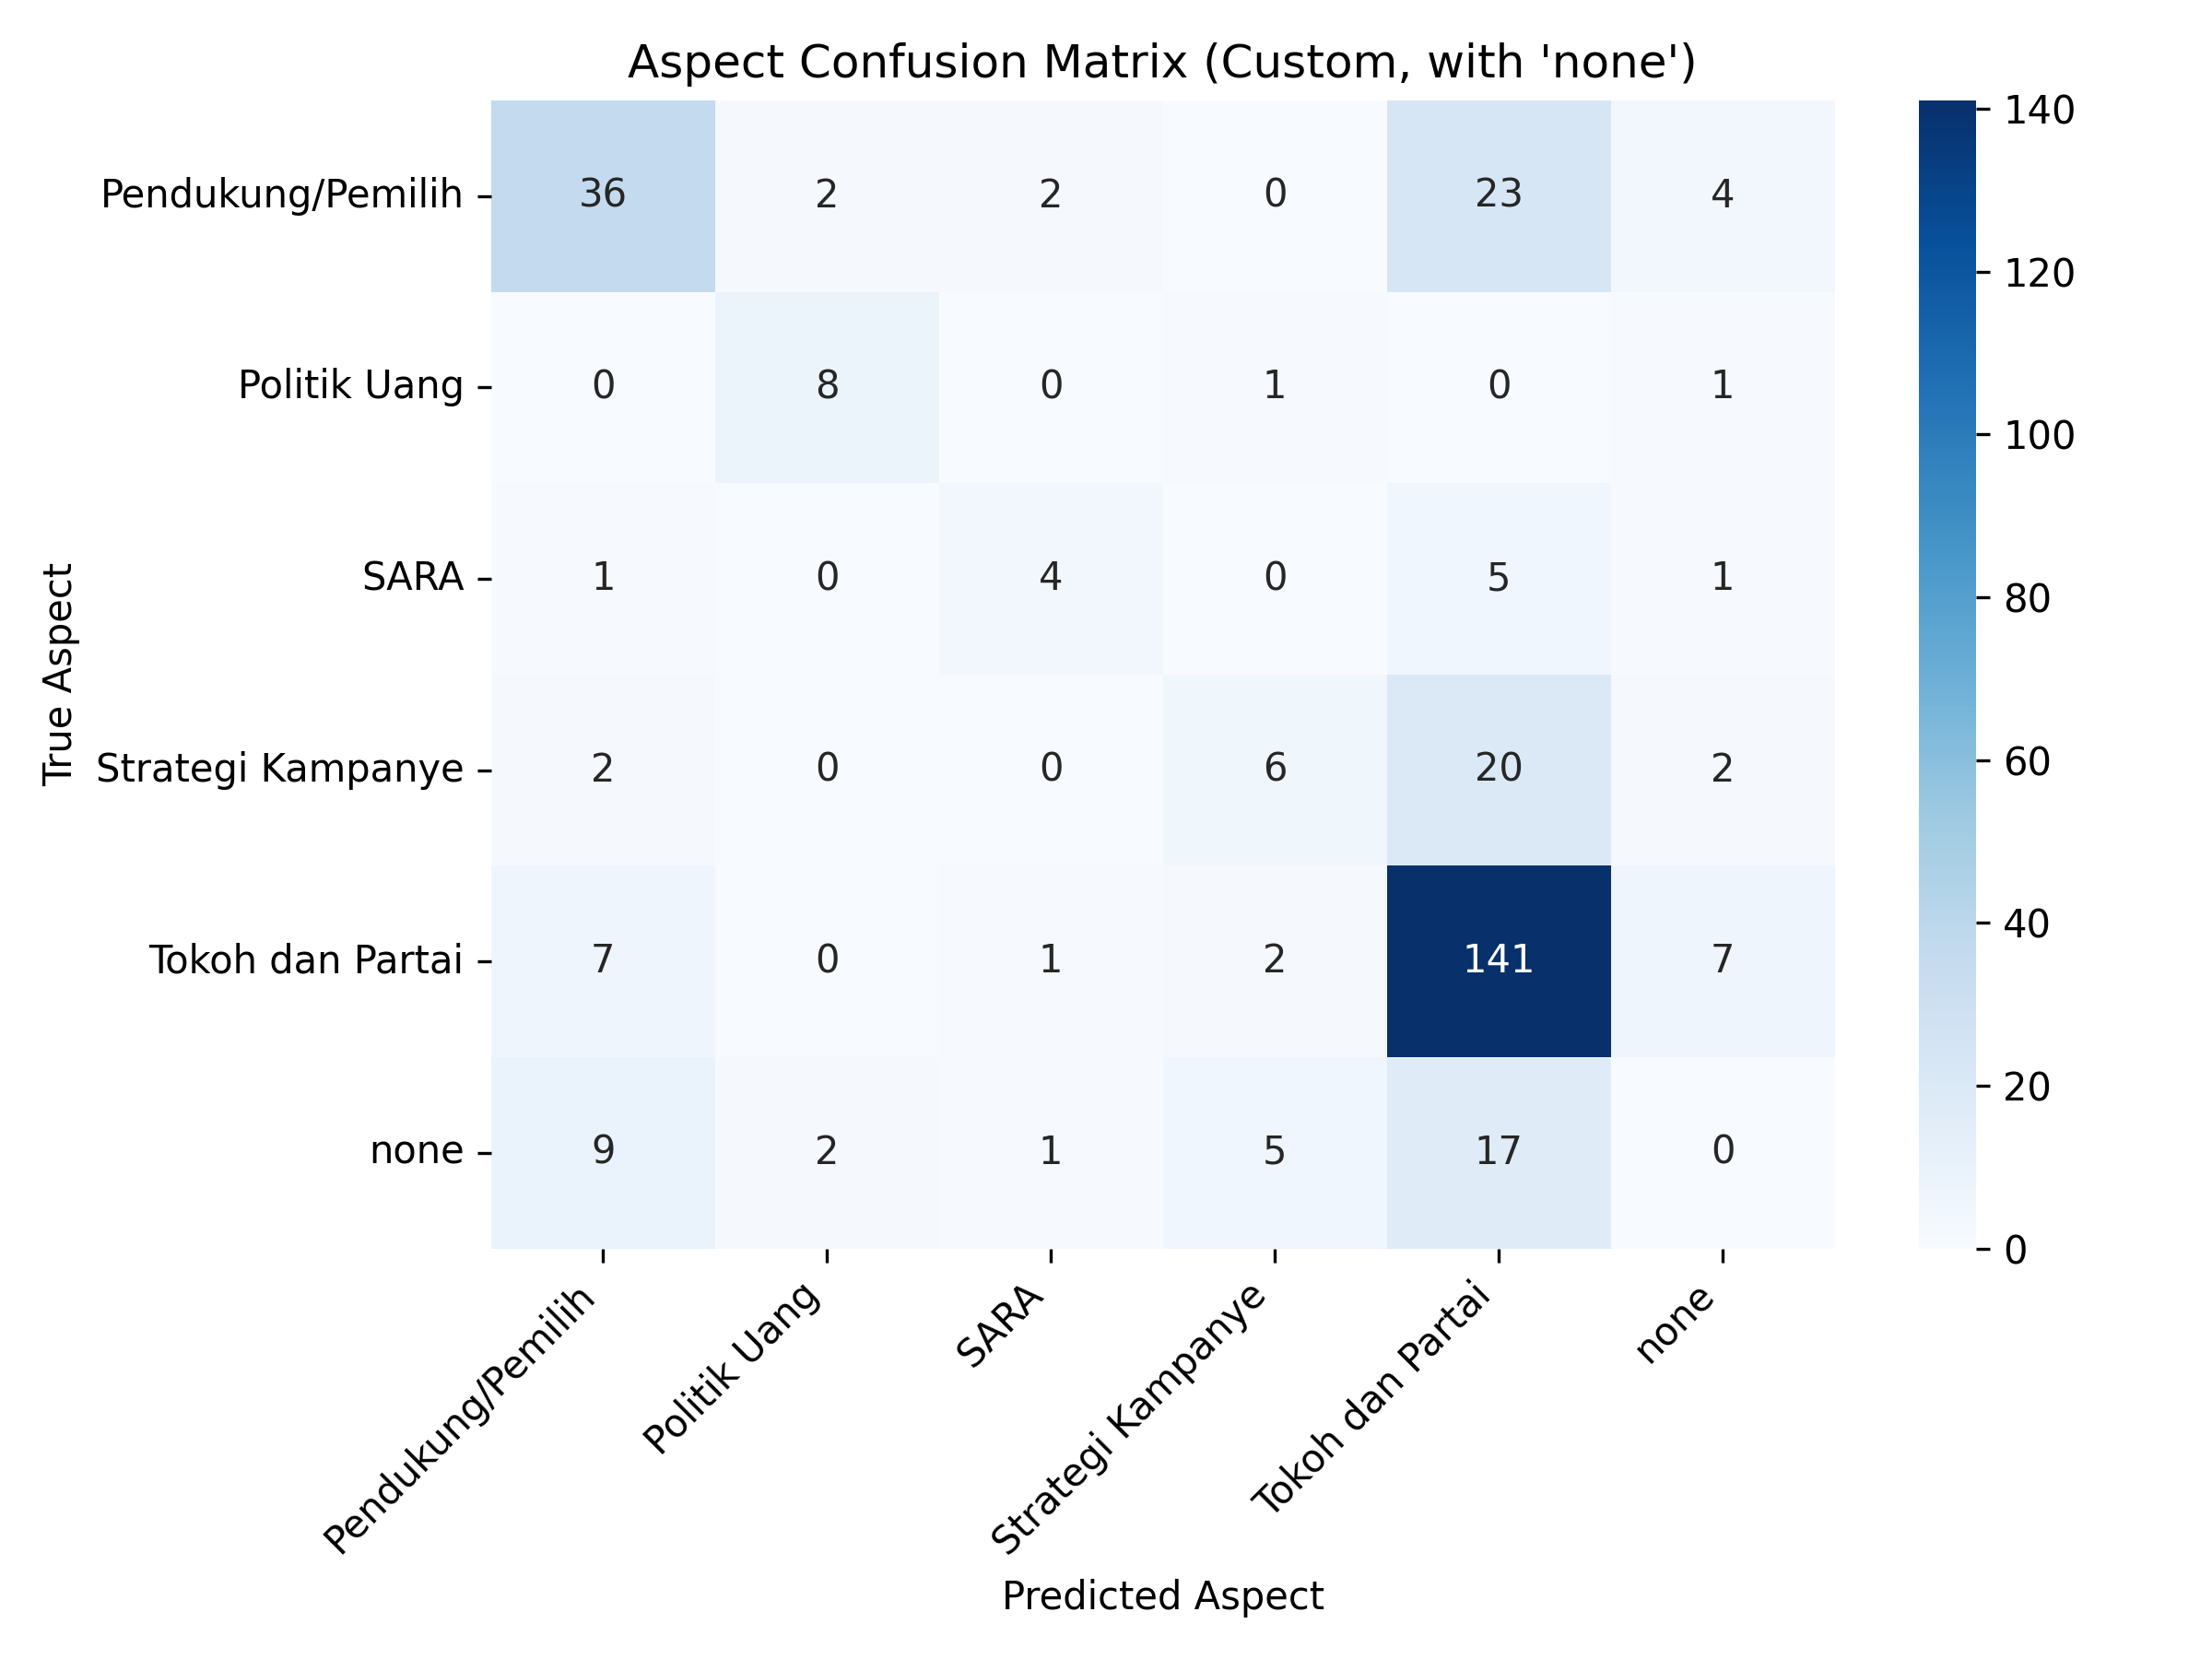 Aspect Confusion Matrix (Custom, with 'none')
True Aspect
Pendukung/Pemilih 36 2 2 0 23 4
Politik Uang 0 8 0 1 0 1
SARA 1 0 4 0 5 1
Strategi Kampanye 2 0 0 6 20 2
Tokoh dan Partai 7 0 1 2 141 7
none 9 2 1 5 17 0
Pendukung/Pemilih
Politik Uang
SARA
Strategi Kampanye
Tokoh dan Partai
none
Predicted Aspect
140
120
100
80
60
40
20
0